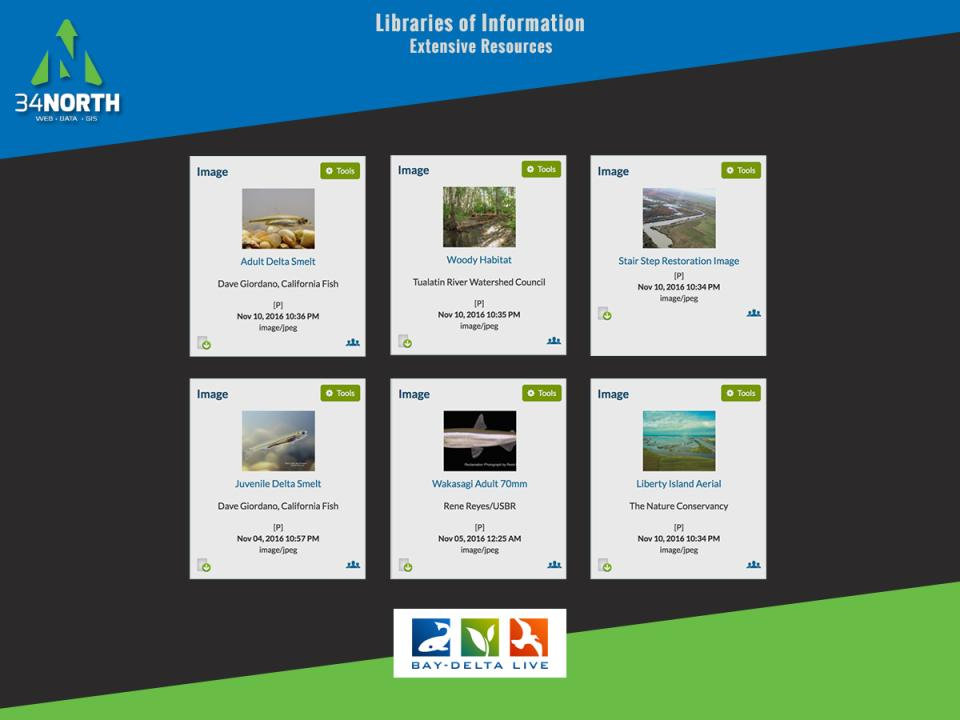 Libraries of Information
Extensive Resources
34NORTH
WEB • DATA • GIS
Image
Tools
Adult Delta Smelt
Dave Giordano, California Fish
[P]
Nov 10, 2016 10:36 PM
image/jpeg
Image
Tools
Woody Habitat
Tualatin River Watershed Council
[P]
Nov 10, 2016 10:35 PM
image/jpeg
Image
Tools
Stair Step Restoration Image
[P]
Nov 10, 2016 10:34 PM
image/jpeg
Image
Tools
Juvenile Delta Smelt
Dave Giordano, California Fish
[P]
Nov 04, 2016 10:57 PM
image/jpeg
Image
Tools
Reclamation Photograph by René
Wakasagi Adult 70mm
Rene Reyes/USBR
[P]
Nov 05, 2016 12:25 AM
image/jpeg
Image
Tools
Liberty Island Aerial
The Nature Conservancy
[P]
Nov 10, 2016 10:34 PM
image/jpeg
BAY-DELTA LIVE